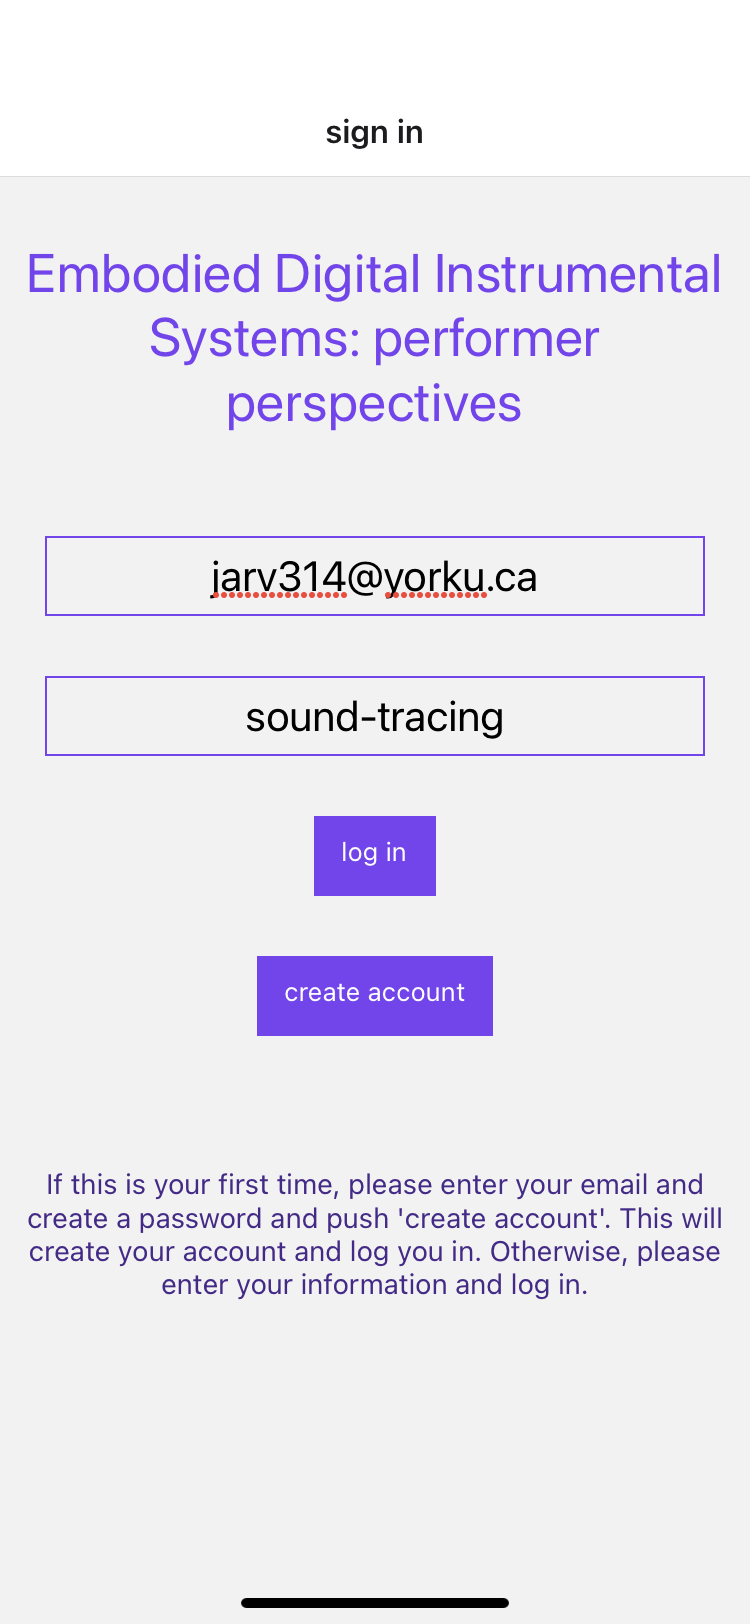 sign in
Embodied Digital Instrumental
Systems: performer
perspectives
jarv314@yorku.ca
sound-tracing
log in
create account
If this is your first time, please enter your email and
create a password and push 'create account'. This will
create your account and log you in. Otherwise, please
enter your information and log in.